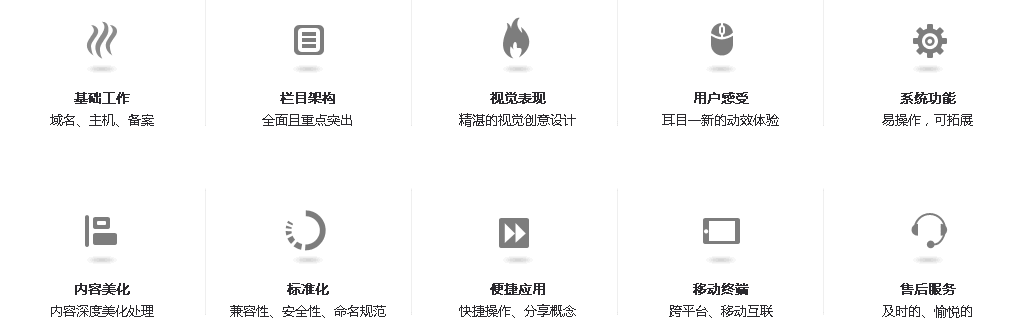 基础工作
域名、主机、备案
栏目架构
全面且重点突出
视觉表现
精湛的视觉创意设计
用户感受
耳目一新的动效体验
系统功能
易操作，可拓展
内容美化
内容深度美化处理
标准化
兼容性、安全性、命名规范
便捷应用
快捷操作、分享概念
移动终端
跨平台、移动互联
售后服务
及时的、愉悦的